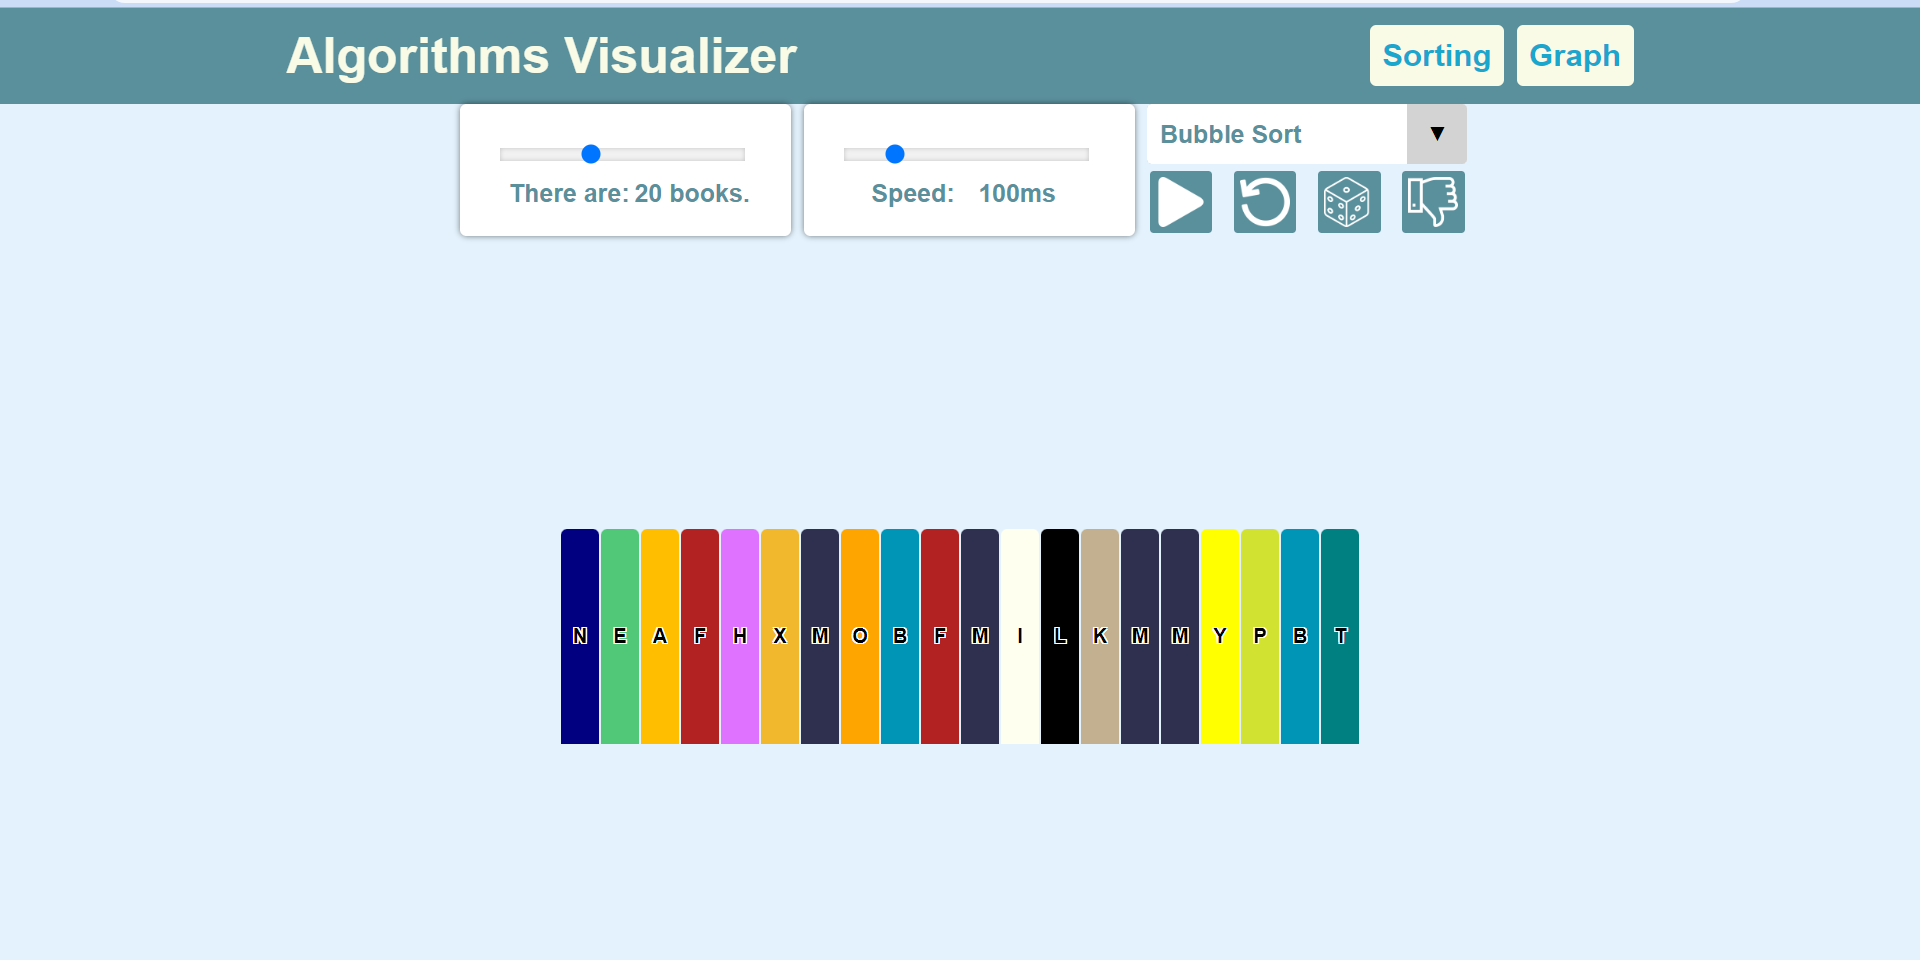 Algorithms Visualizer
Sorting
Graph
There are: 20 books.
Speed: 100ms
Bubble Sort ▼
N E A F H X M O B F M I L K M M Y P B T